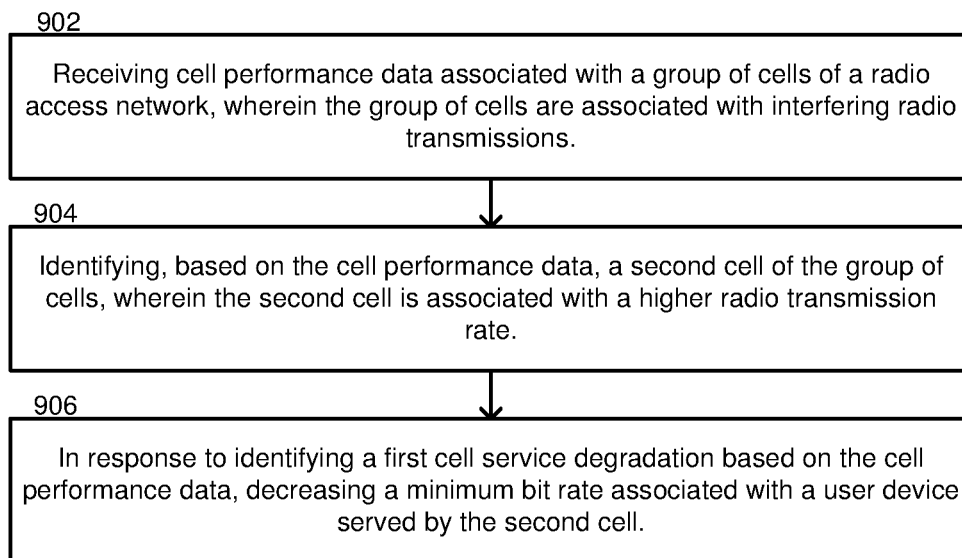 902
Receiving cell performance data associated with a group of cells of a radio
access network, wherein the group of cells are associated with interfering radio
transmissions.
904
Identifying, based on the cell performance data, a second cell of the group of
cells, wherein the second cell is associated with a higher radio transmission
rate.
906
In response to identifying a first cell service degradation based on the cell
performance data, decreasing a minimum bit rate associated with a user device
served by the second cell.